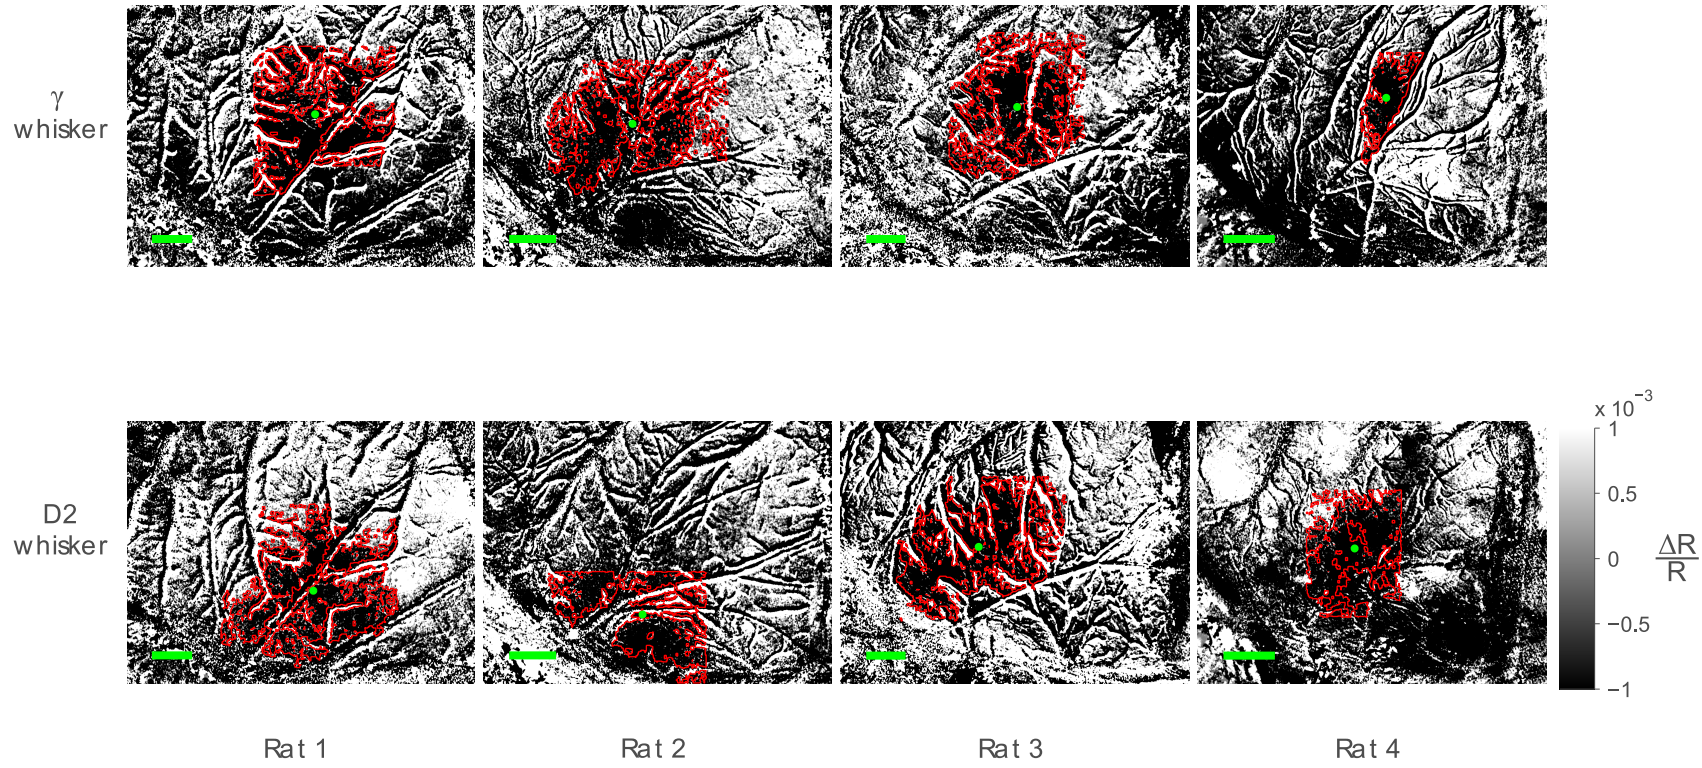 γ
whisker
D2
whisker
x 10⁻³
1
0.5
0
−0.5
−1
ΔR
R
Rat 1
Rat 2
Rat 3
Rat 4